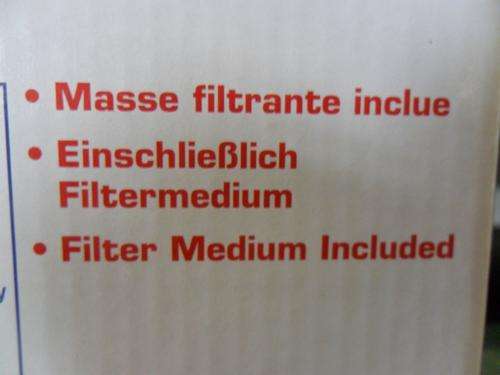 • Masse filtrante inclue
• Einschließlich
Filtermedium
• Filter Medium Included